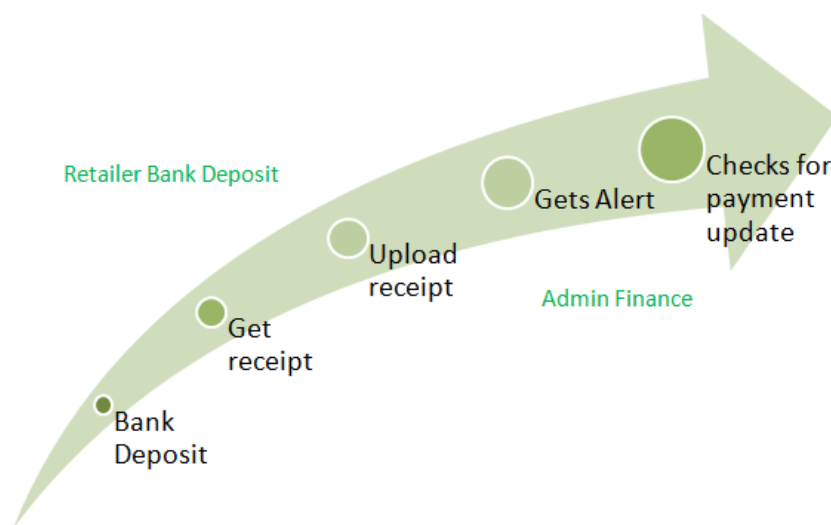 Retailer Bank Deposit
Bank
Deposit
Get
receipt
Upload
receipt
Gets Alert
Checks for
payment
update
Admin Finance